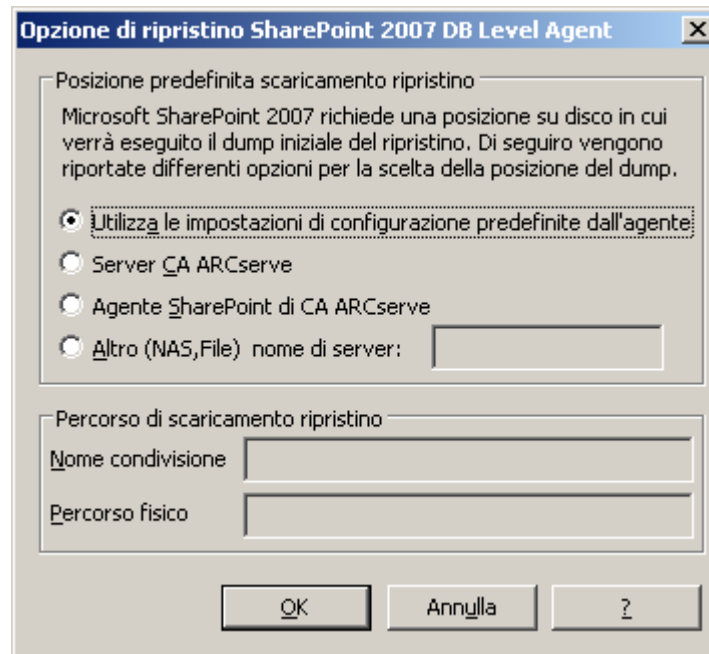 Opzione di ripristino SharePoint 2007 DB Level Agent
Posizione predefinita scaricamento ripristino
Microsoft SharePoint 2007 richiede una posizione su disco in cui
verrà eseguito il dump iniziale del ripristino. Di seguiro vengono
riportate differenti opzioni per la scelta della posizione del dump.
Utilizza le impostazioni di configurazione predefinite dall'agente
Server CA ARCserve
Agente SharePoint di CA ARCserve
Altro (NAS,File) nome di server:
Percorso di scaricamento ripristino
Nome condivisione
Percorso fisico
OK Annulla ?